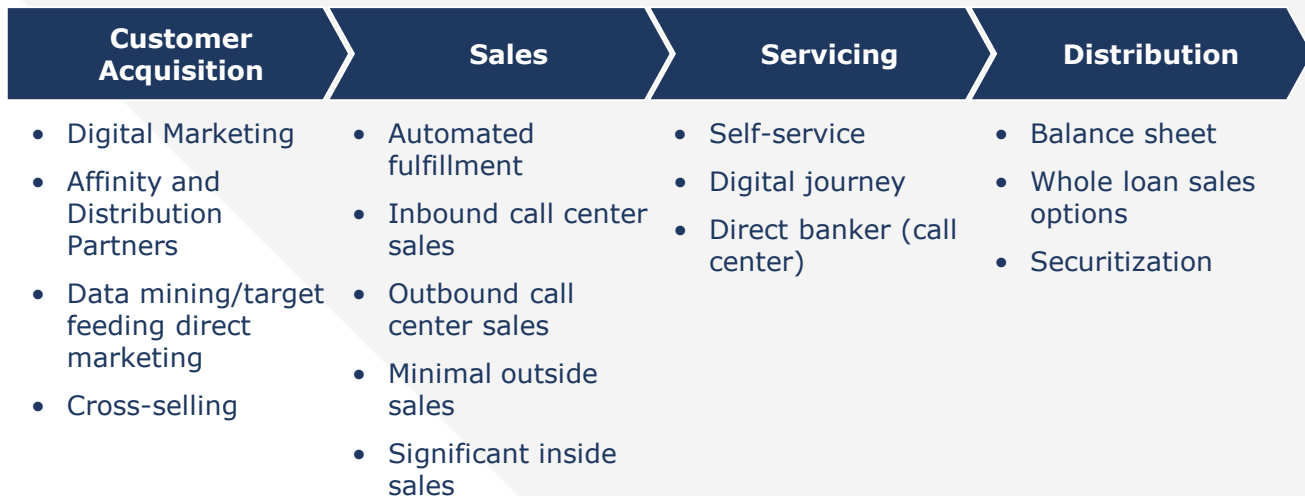 Customer
Acquisition
Sales
Servicing
Distribution
• Digital Marketing
• Affinity and
Distribution
Partners
• Data mining/target
feeding direct
marketing
• Cross-selling
• Automated
fulfillment
• Inbound call center
sales
• Outbound call
center sales
• Minimal outside
sales
• Significant inside
sales
• Self-service
• Digital journey
• Direct banker (call
center)
• Balance sheet
• Whole loan sales
options
• Securitization